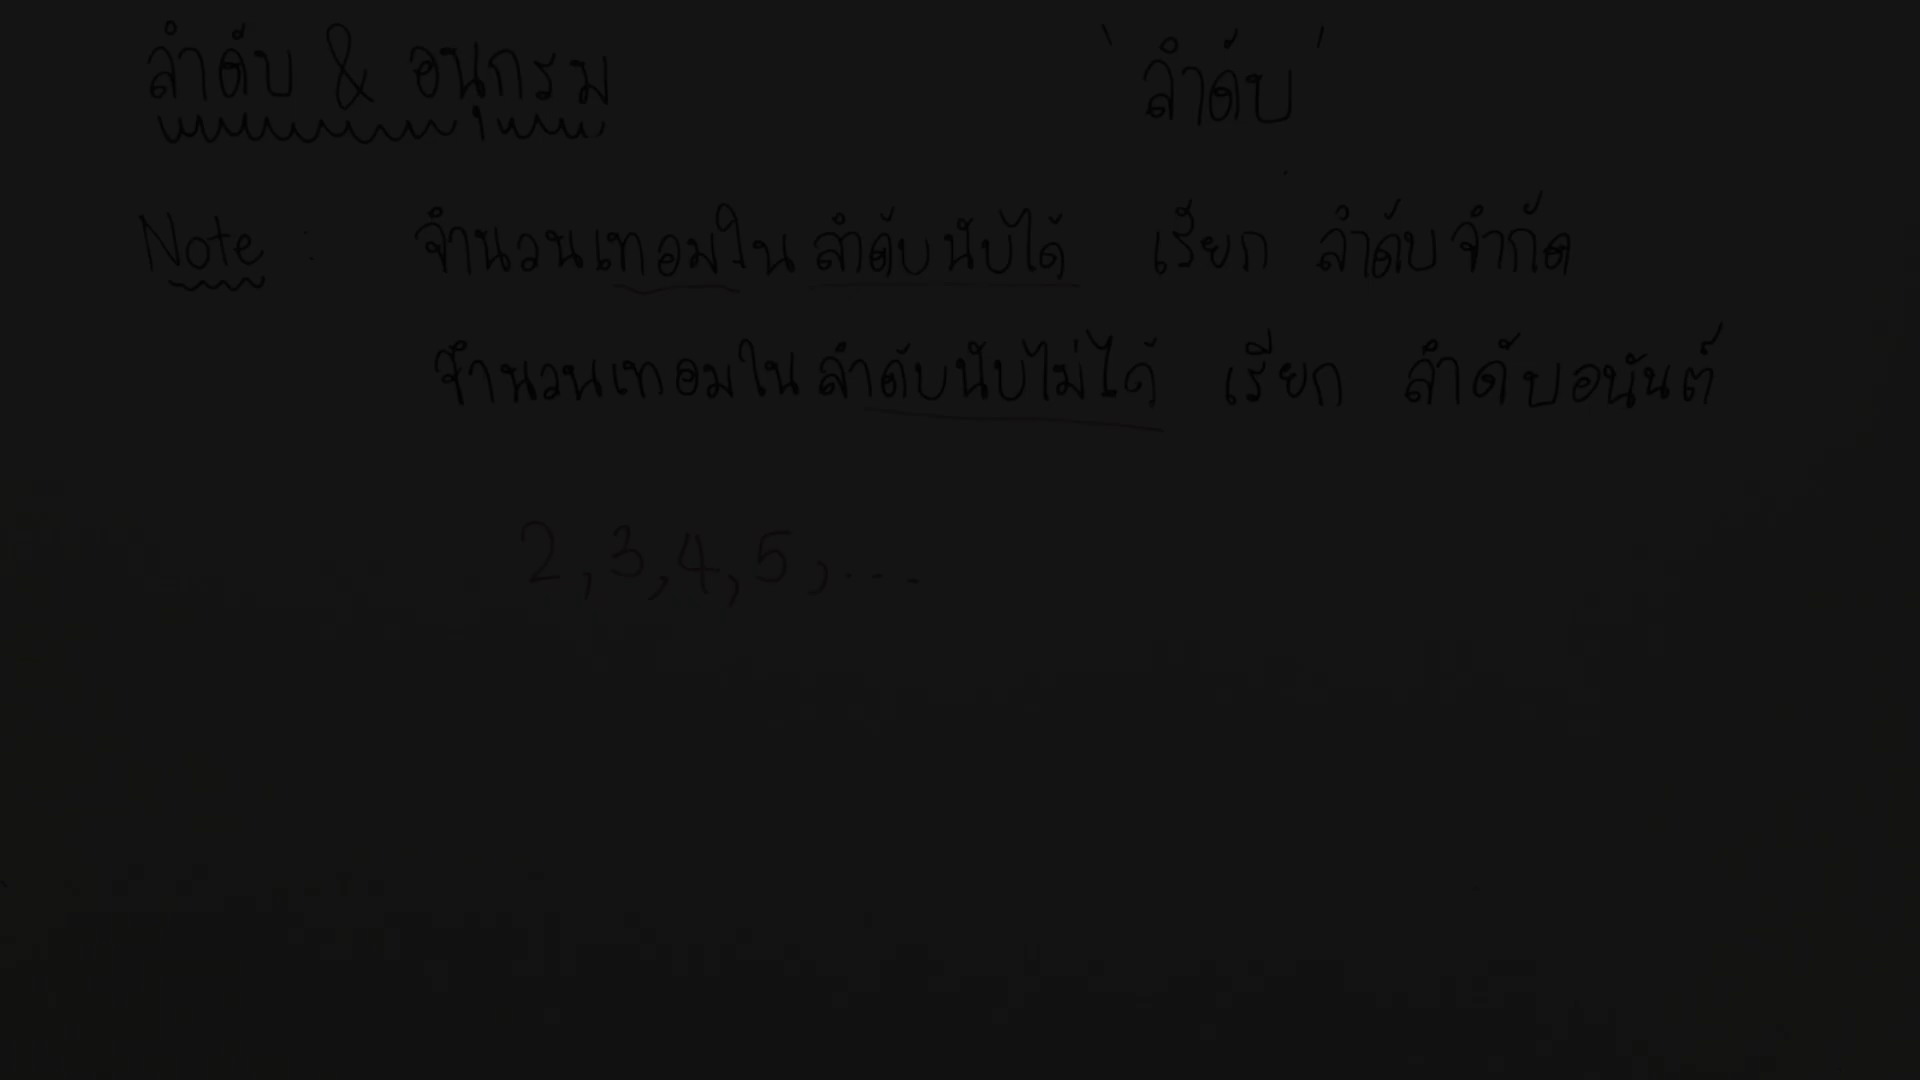 ลำดับ & อนุกรม
'ลำดับ'
Note : จำนวนเทอมใน ลำดับนับได้ เรียก ลำดับจำกัด
จำนวนเทอมใน ลำดับนับไม่ได้ เรียก ลำดับอนันต์
2, 3, 4, 5, ...